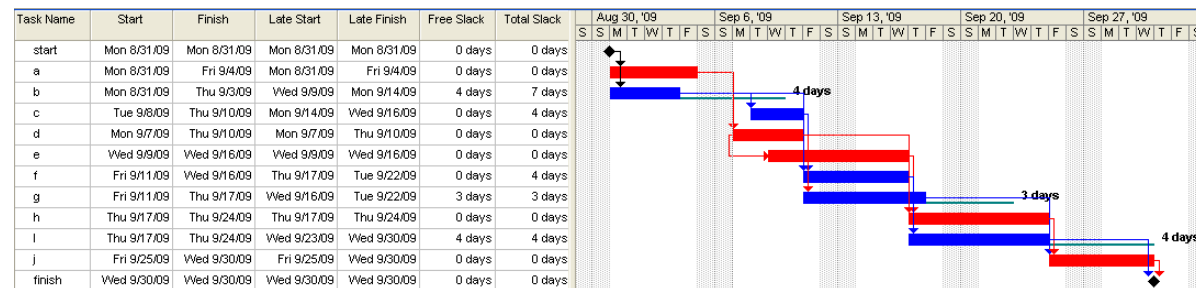 Task Name Start Finish Late Start Late Finish Free Slack Total Slack Aug 30, '09 Sep 6, '09 Sep 13, '09 Sep 20, '09 Sep 27, '09
S S M T W T F S S M T W T F S S M T W T F S S M T W T F S S M T W T F S
start Mon 8/31/09 Mon 8/31/09 Mon 8/31/09 Mon 8/31/09 0 days 0 days
a Mon 8/31/09 Fri 9/4/09 Mon 8/31/09 Fri 9/4/09 0 days 0 days
b Mon 8/31/09 Thu 9/3/09 Wed 9/9/09 Mon 9/14/09 4 days 7 days 4 days
c Tue 9/8/09 Thu 9/10/09 Mon 9/14/09 Wed 9/16/09 0 days 4 days
d Mon 9/7/09 Thu 9/10/09 Mon 9/7/09 Thu 9/10/09 0 days 0 days
e Wed 9/9/09 Wed 9/16/09 Wed 9/9/09 Wed 9/16/09 0 days 0 days
f Fri 9/11/09 Wed 9/16/09 Thu 9/17/09 Tue 9/22/09 0 days 4 days
g Fri 9/11/09 Thu 9/17/09 Wed 9/16/09 Tue 9/22/09 3 days 3 days 3 days
h Thu 9/17/09 Thu 9/24/09 Thu 9/17/09 Thu 9/24/09 0 days 0 days
I Thu 9/17/09 Thu 9/24/09 Wed 9/23/09 Wed 9/30/09 4 days 4 days 4 days
j Fri 9/25/09 Wed 9/30/09 Fri 9/25/09 Wed 9/30/09 0 days 0 days
finish Wed 9/30/09 Wed 9/30/09 Wed 9/30/09 Wed 9/30/09 0 days 0 days